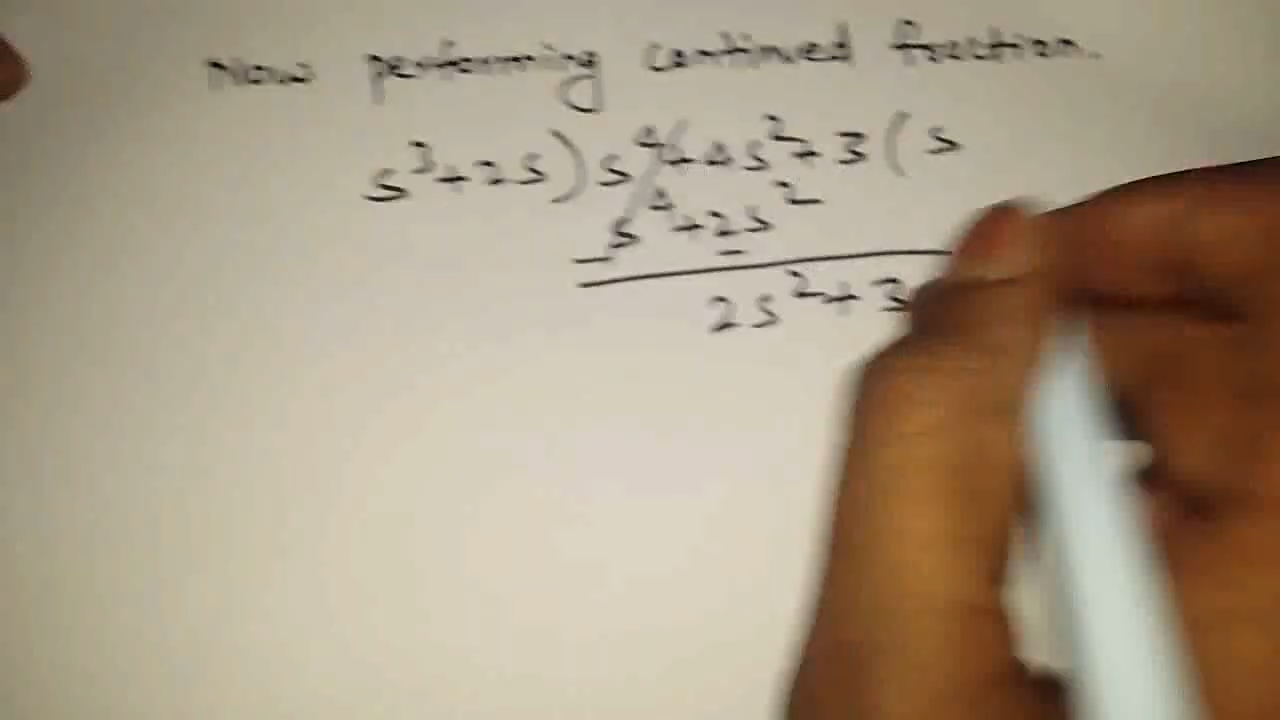 Now performing continued fraction.
s³+2s)s⁴+4s²+3(s
s⁴+2s²
- -
2s²+3